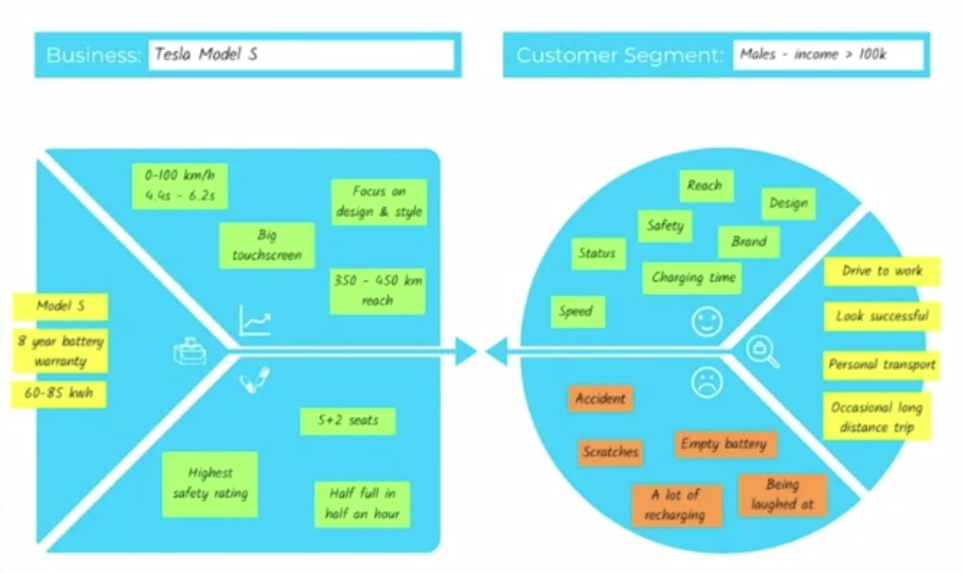 Business: Tesla Model S
Customer Segment: Males - income > 100k
0-100 km/h
4.4s - 6.2s
Focus on
design & style
Big
touchscreen
350 - 450 km
reach
Model S
8 year battery
warranty
60-85 kwh
5+2 seats
Highest
safety rating
Half full in
half an hour
Reach
Design
Safety
Brand
Status
Charging time
Speed
Drive to work
Look successful
Personal transport
Occasional long
distance trip
Accident
Scratches
Empty battery
A lot of
recharging
Being
laughed at